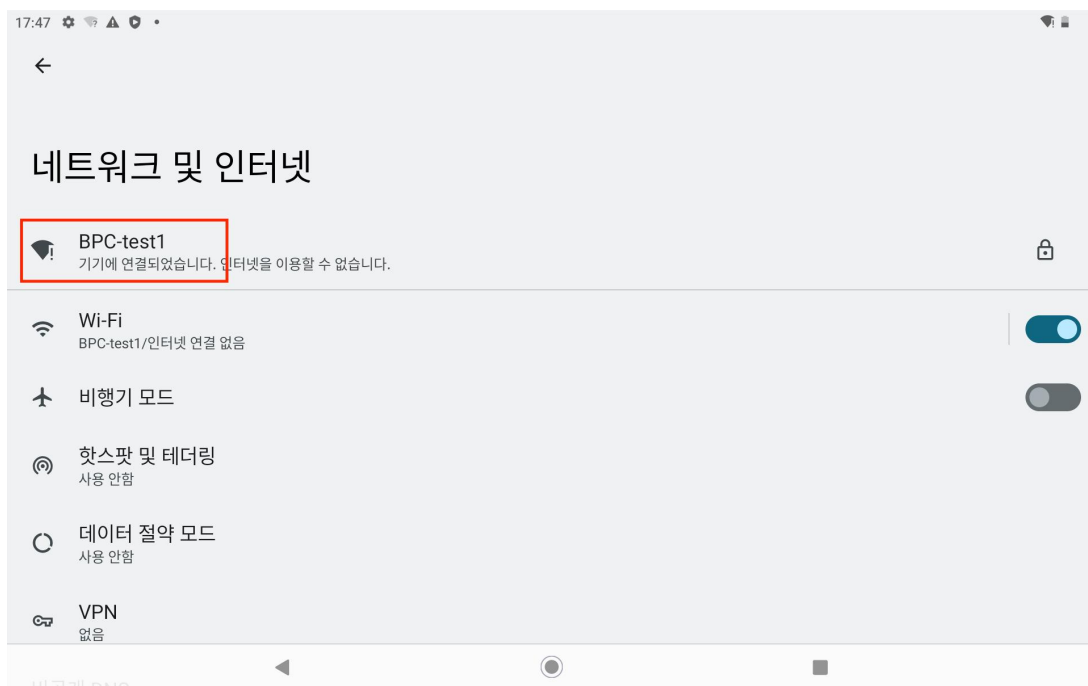 17:47
네트워크 및 인터넷
BPC-test1
기기에 연결되었습니다. 인터넷을 이용할 수 없습니다.
Wi-Fi
BPC-test1/인터넷 연결 없음
비행기 모드
핫스팟 및 테더링
사용 안함
데이터 절약 모드
사용 안함
VPN
없음